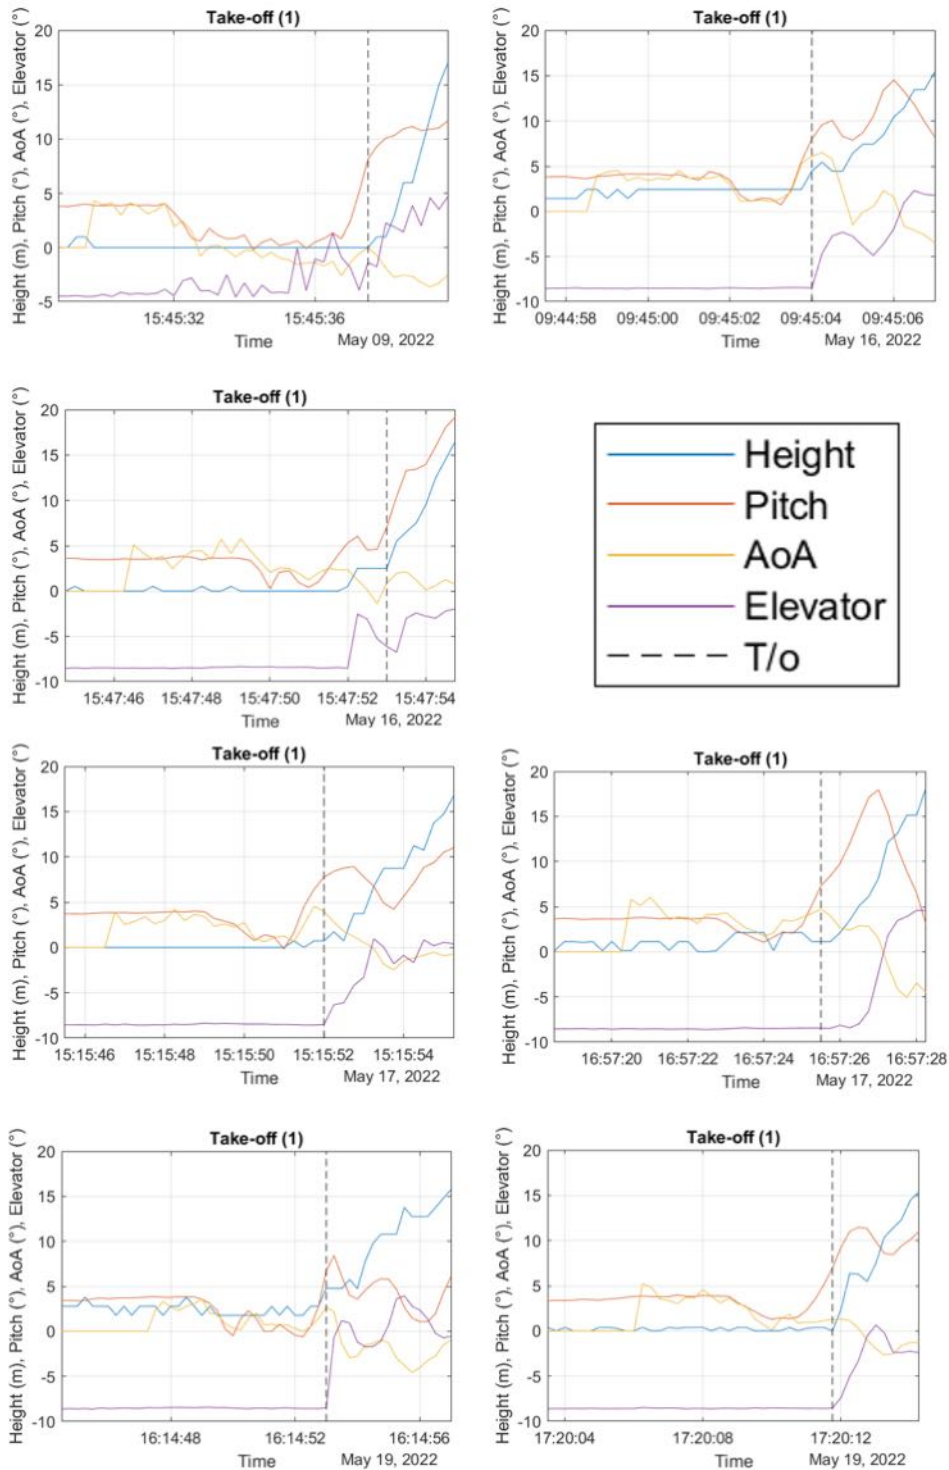 Take-off (1)
Height (m), Pitch (°), AoA (°), Elevator (°)
20
15
10
5
0
-5
15:45:32
15:45:36
Time
May 09, 2022
Take-off (1)
Height (m), Pitch (°), AoA (°), Elevator (°)
20
15
10
5
0
-5
-10
09:44:58
09:45:00
09:45:02
09:45:04
09:45:06
Time
May 16, 2022
Take-off (1)
Height (m), Pitch (°), AoA (°), Elevator (°)
20
15
10
5
0
-5
-10
15:47:46
15:47:48
15:47:50
15:47:52
15:47:54
Time
May 16, 2022
Height
Pitch
AoA
Elevator
T/o
Take-off (1)
Height (m), Pitch (°), AoA (°), Elevator (°)
20
15
10
5
0
-5
-10
15:15:46
15:15:48
15:15:50
15:15:52
15:15:54
Time
May 17, 2022
Take-off (1)
Height (m), Pitch (°), AoA (°), Elevator (°)
20
15
10
5
0
-5
-10
16:57:20
16:57:22
16:57:24
16:57:26
16:57:28
Time
May 17, 2022
Take-off (1)
Height (m), Pitch (°), AoA (°), Elevator (°)
20
15
10
5
0
-5
-10
16:14:48
16:14:52
16:14:56
Time
May 19, 2022
Take-off (1)
Height (m), Pitch (°), AoA (°), Elevator (°)
20
15
10
5
0
-5
-10
17:20:04
17:20:08
17:20:12
Time
May 19, 2022